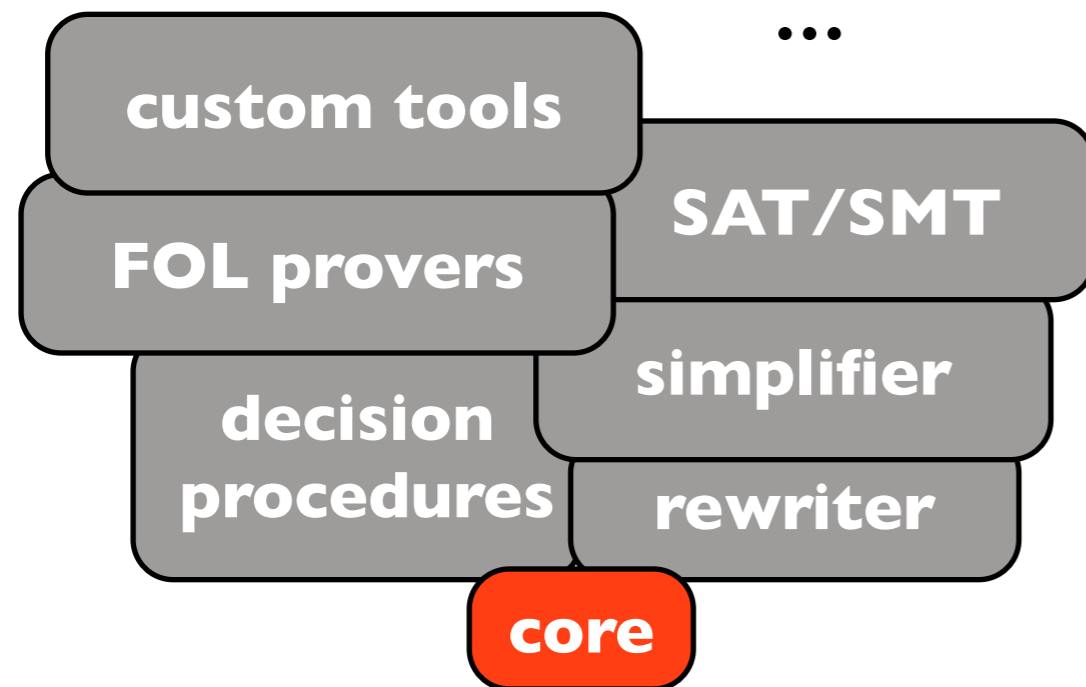 ...
custom tools
SAT/SMT
FOL provers
simplifier
decision
procedures
rewriter
core